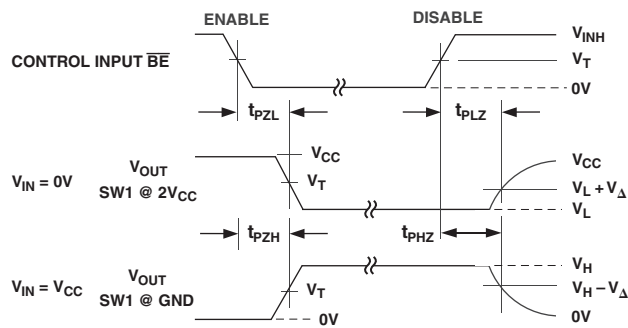 ENABLE DISABLE
CONTROL INPUT BE
V_INH
V_T
0V
t_PZL t_PLZ
V_IN = 0V
V_OUT
SW1 @ 2V_CC
V_CC
V_T
V_CC
V_L + V_Δ
V_L
t_PZH t_PHZ
V_IN = V_CC
V_OUT
SW1 @ GND
V_T
0V
V_H
V_H – V_Δ
0V